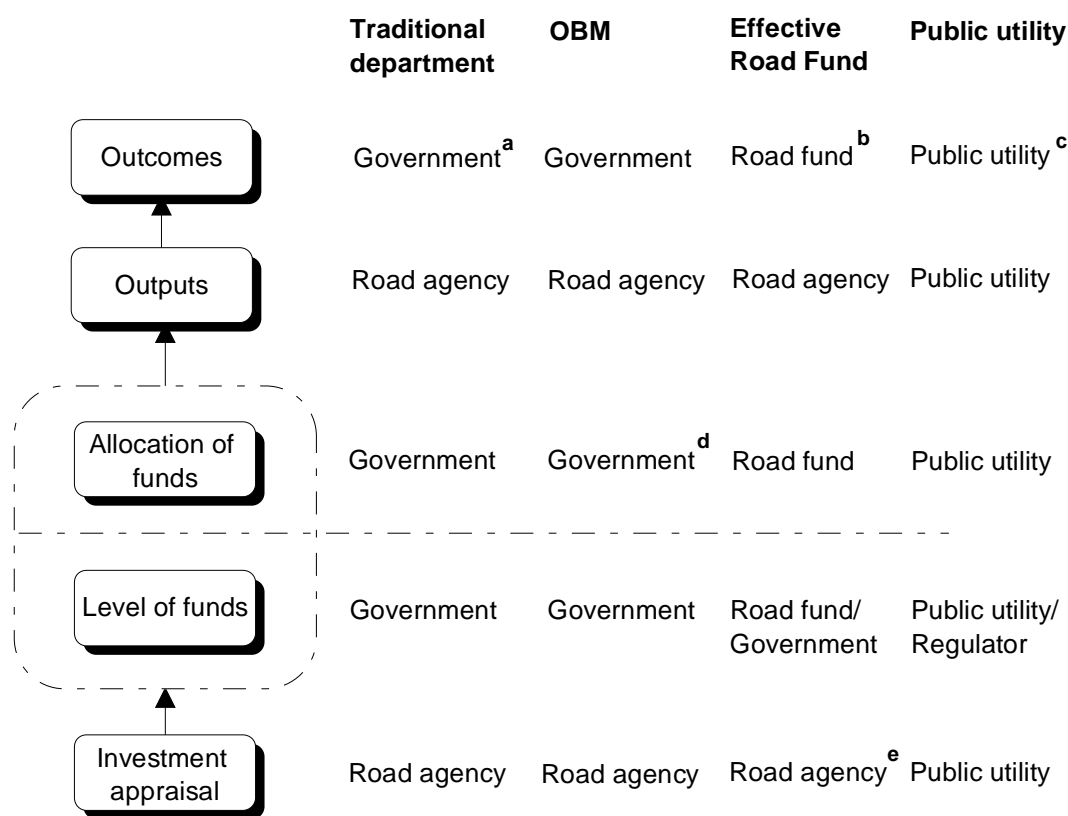 Traditional department OBM Effective Road Fund Public utility
Outcomes Government a Government Road fund b Public utility c
Outputs Road agency Road agency Road agency Public utility
Allocation of funds Government Government d Road fund Public utility
Level of funds Government Government Road fund/ Government Public utility/ Regulator
Investment appraisal Road agency Road agency Road agency e Public utility